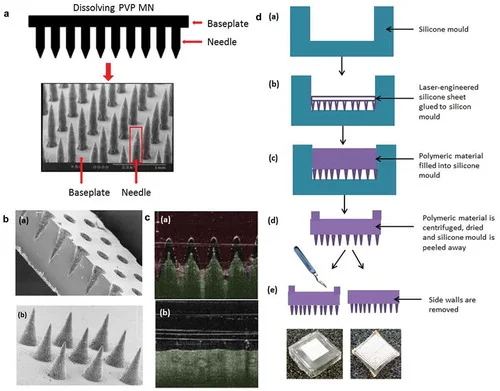 a
Dissolving PVP MN
Baseplate
Needle
Baseplate
Needle
b
(a)
(b)
c
(a)
(b)
d
(a)
Silicone mould
(b)
Laser-engineered
silicone sheet
glued to silicon
mould
(c)
Polymeric material
filled into silicone
mould
(d)
Polymeric material is
centrifuged, dried
and silicone mould is
peeled away
(e)
Side walls are
removed